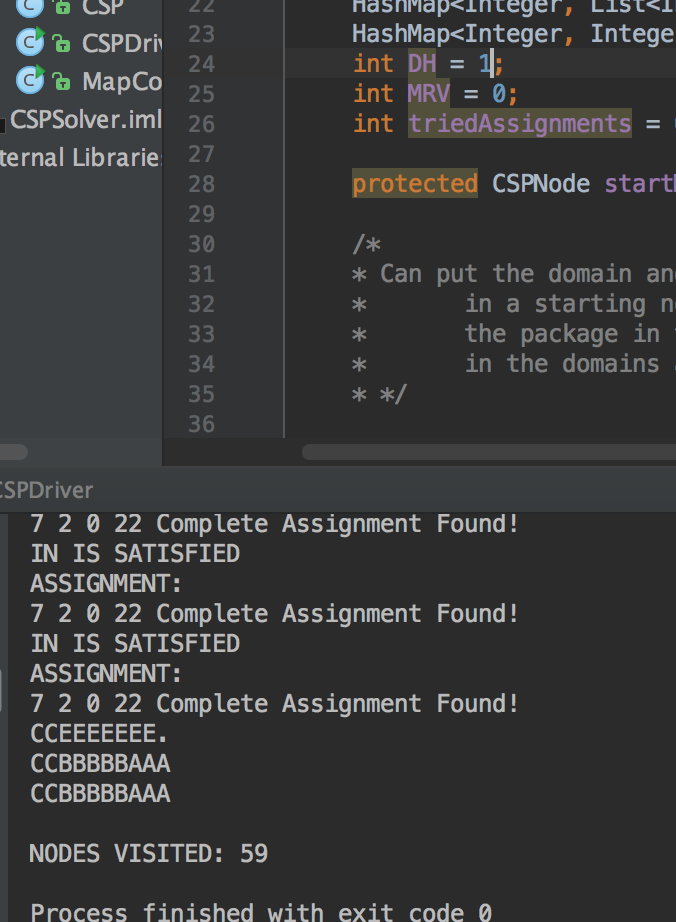 CSP
CSPDri
MapCo
CSPSolver.iml
ternal Librarie
22 HashMap<Integer, List<I
23 HashMap<Integer, Intege
24 int DH = 1;
25 int MRV = 0;
26 int triedAssignments =
27
28 protected CSPNode start
29
30 /*
31 * Can put the domain an
32 * in a starting n
33 * the package in
34 * in the domains
35 * */
36
CSPDriver
7 2 0 22 Complete Assignment Found!
IN IS SATISFIED
ASSIGNMENT:
7 2 0 22 Complete Assignment Found!
IN IS SATISFIED
ASSIGNMENT:
7 2 0 22 Complete Assignment Found!
CCEEEEEEE.
CCBBBBBAAA
CCBBBBBAAA
NODES VISITED: 59
Process finished with exit code 0